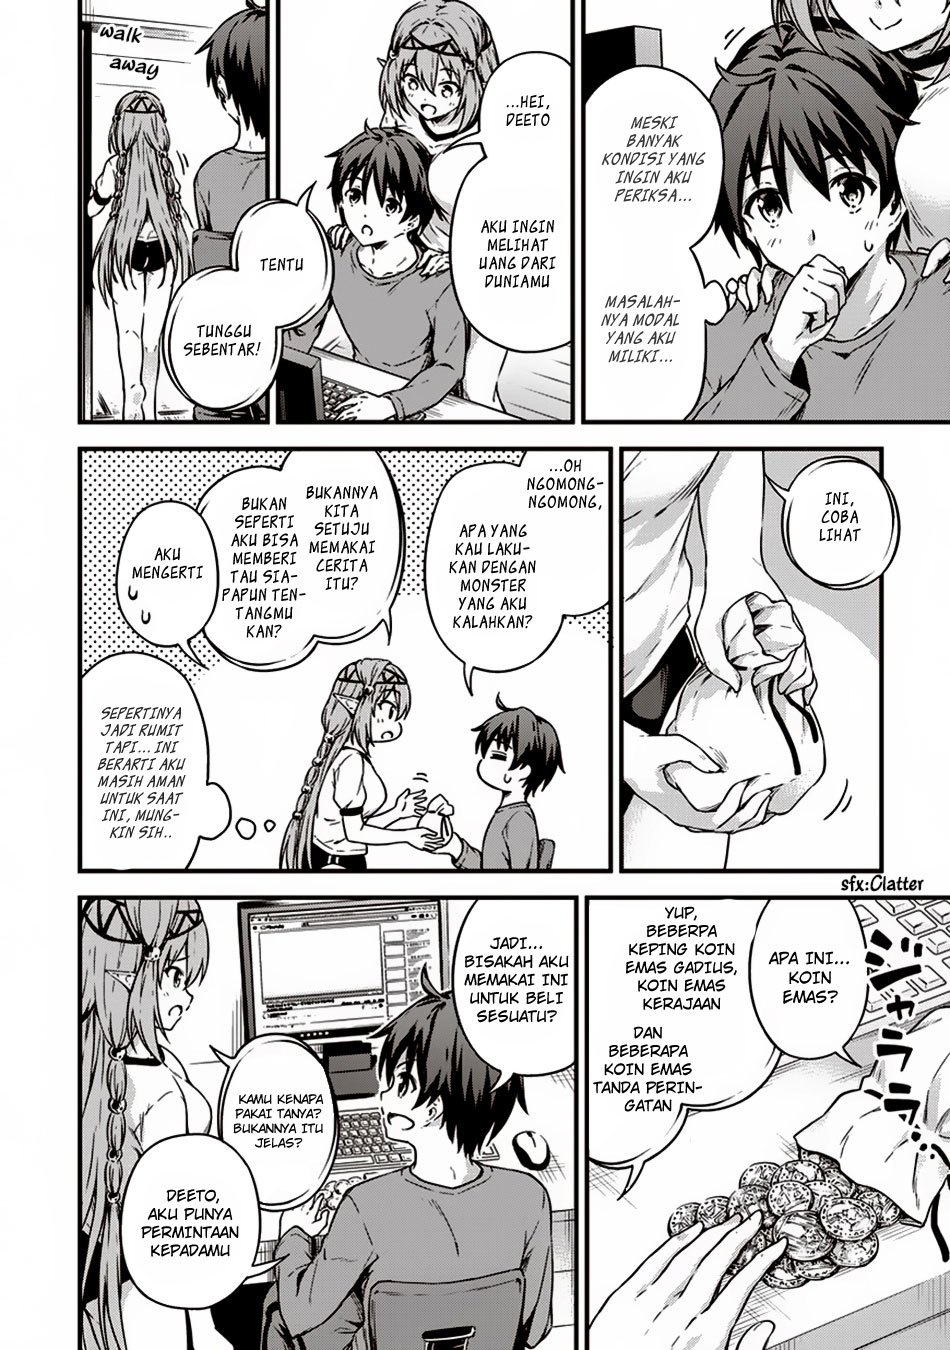 MESKI
BANYAK
KONDISI YANG
INGIN AKU
PERIKSA...
MASALAH-
NYA MODAL
YANG AKU
MILIKI...
...HEI,
DEETO
AKU INGIN
MELIHAT
UANG DARI
DUNIAMU
TENTU
TUNGGU
SEBENTAR!
walk
away
INI,
COBA
LIHAT
...OH
NGOMONG-
NGOMONG,
APA YANG
KAU LAKU-
KAN DENGAN
MONSTER
YANG AKU
KALAHKAN?
BUKANNYA
KITA
SETUJU
MEMAKAI
CERITA
ITU?
BUKAN
SEPERTI
AKU BISA
MEMBERI
TAU SIA-
PAPUN TEN-
TANGMU
KAN?
AKU
MENGERTI
SEPERTINYA
JADI RUMIT
TAPI... INI
BERARTI AKU
MASIH AMAN
UNTUK SAAT
INI, MUNG-
KIN SIH..
sfx:Clatter
APA INI...
KOIN
EMAS?
YUP,
BEBERPA
KEPING KOIN
EMAS GADIUS,
KOIN EMAS
KERAJAAN
DAN
BEBERAPA
KOIN EMAS
TANDA PERIN-
GATAN
ジャラ
JADI...
BISAKAH AKU
MEMAKAI INI
UNTUK BELI
SESUATU?
KAMU KENAPA
PAKAI TANYA?
BUKANNYA ITU
JELAS?
DEETO,
AKU PUNYA
PERMINTAAN
KEPADAMU